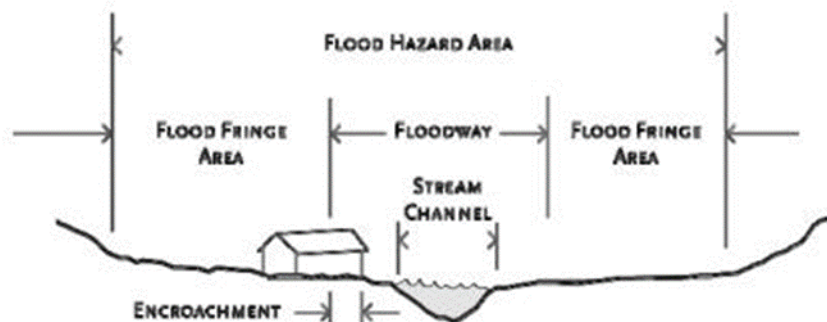 FLOOD HAZARD AREA
FLOOD FRINGE
AREA
FLOODWAY
FLOOD FRINGE
AREA
STREAM
CHANNEL
ENCROACHMENT